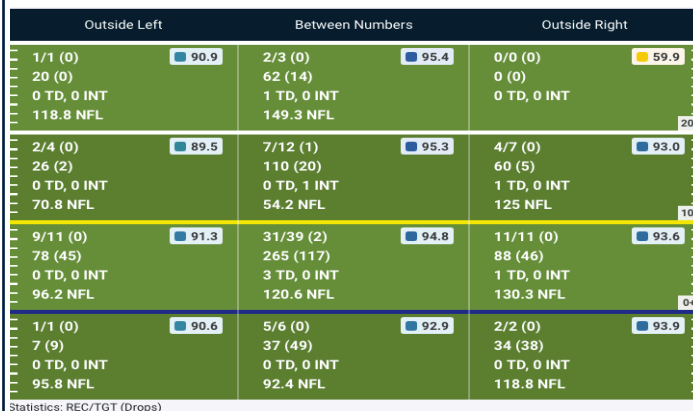 Outside Left Between Numbers Outside Right
1/1 (0) 90.9 2/3 (0) 95.4 0/0 (0) 59.9
20 (0) 62 (14) 0 (0)
0 TD, 0 INT 1 TD, 0 INT 0 TD, 0 INT
118.8 NFL 149.3 NFL
20
2/4 (0) 89.5 7/12 (1) 95.3 4/7 (0) 93.0
26 (2) 110 (20) 60 (5)
0 TD, 0 INT 0 TD, 1 INT 1 TD, 0 INT
70.8 NFL 54.2 NFL 125 NFL
10
9/11 (0) 91.3 31/39 (2) 94.8 11/11 (0) 93.6
78 (45) 265 (117) 88 (46)
0 TD, 0 INT 3 TD, 0 INT 1 TD, 0 INT
96.2 NFL 120.6 NFL 130.3 NFL
0+
1/1 (0) 90.6 5/6 (0) 92.9 2/2 (0) 93.9
7 (9) 37 (49) 34 (38)
0 TD, 0 INT 0 TD, 0 INT 0 TD, 0 INT
95.8 NFL 92.4 NFL 118.8 NFL
Statistics: REC/TGT (Drops)